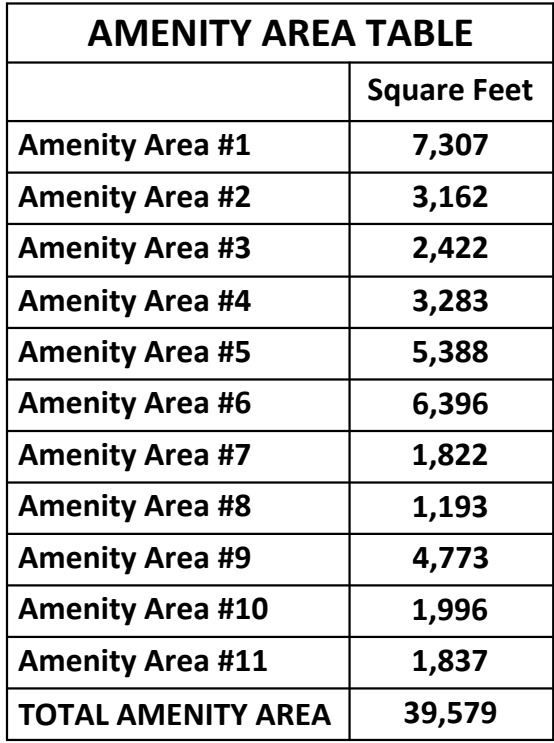 AMENITY AREA TABLE
Square Feet
Amenity Area #1 7,307
Amenity Area #2 3,162
Amenity Area #3 2,422
Amenity Area #4 3,283
Amenity Area #5 5,388
Amenity Area #6 6,396
Amenity Area #7 1,822
Amenity Area #8 1,193
Amenity Area #9 4,773
Amenity Area #10 1,996
Amenity Area #11 1,837
TOTAL AMENITY AREA 39,579